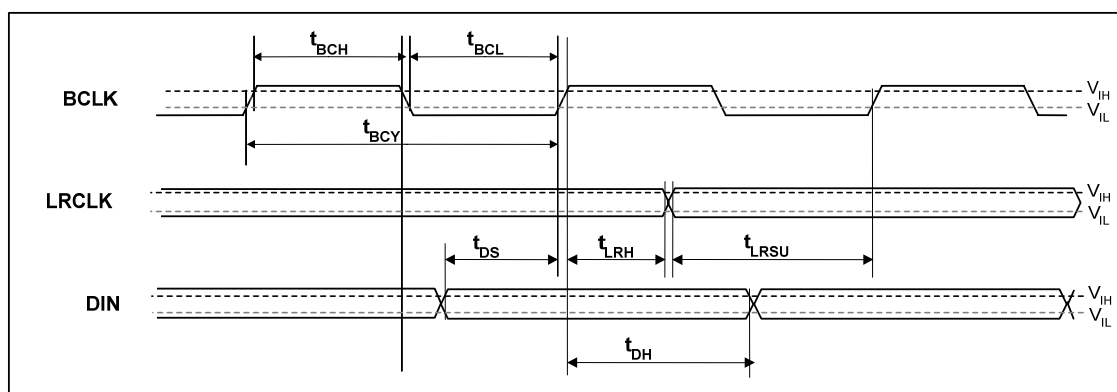 tBCH tBCL
BCLK VIH
VIL
tBCY
LRCLK VIH
VIL
tDS tLRH tLRSU
DIN VIH
VIL
tDH